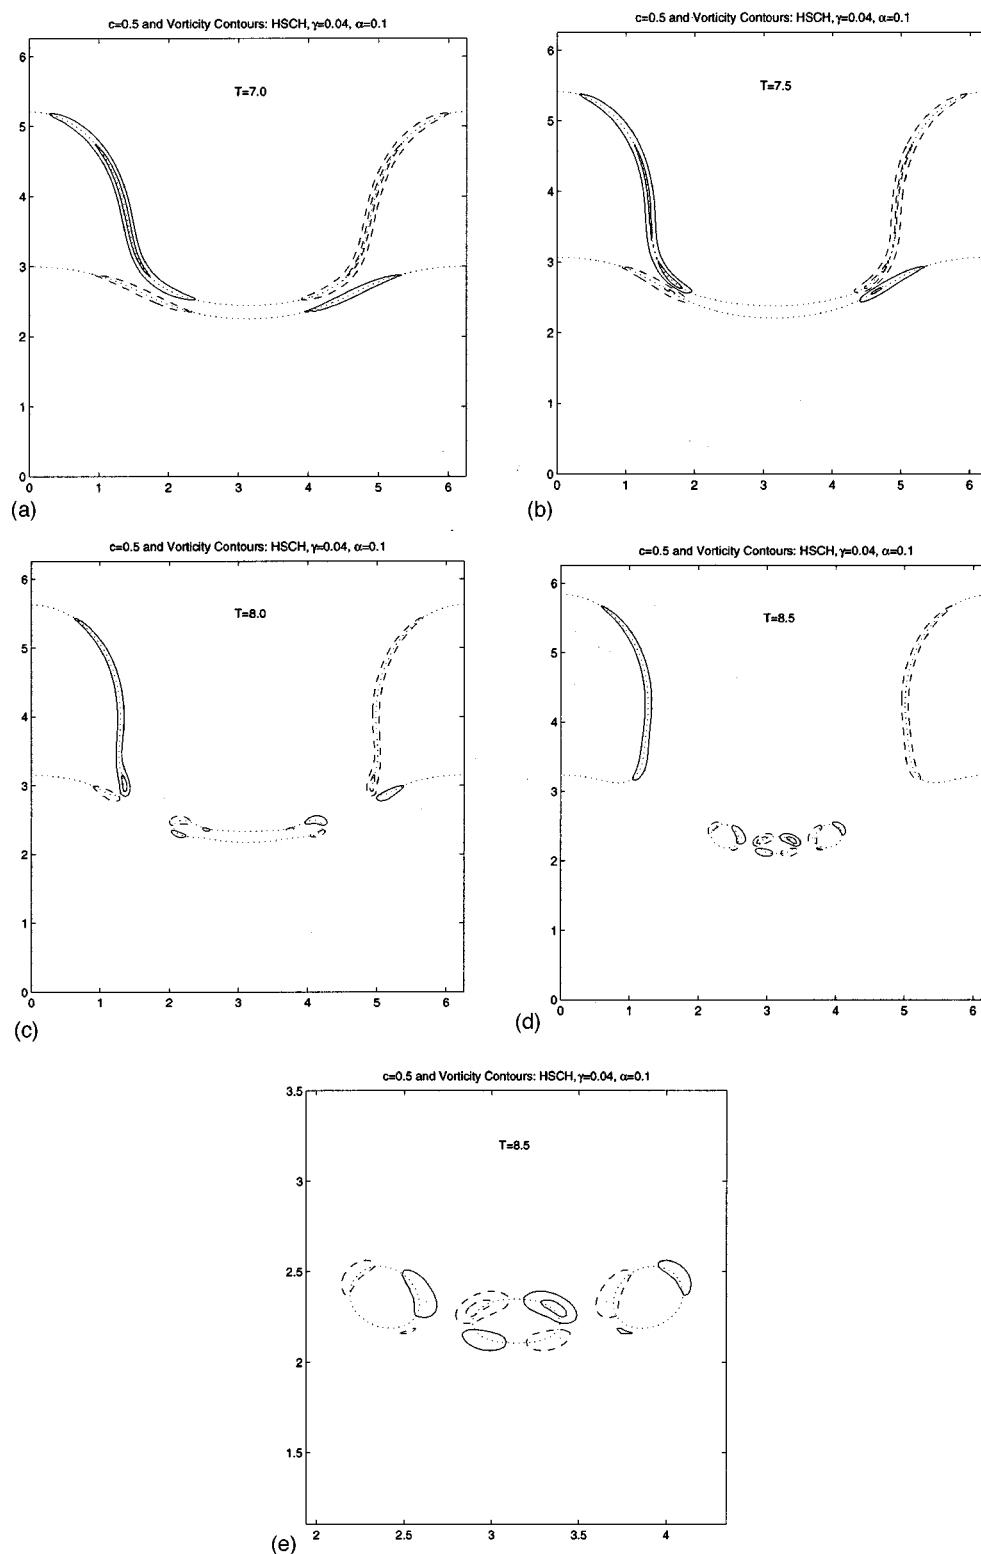 c=0.5 and Vorticity Contours: HSCH, γ=0.04, α=0.1
T=7.0
6
5
4
3
2
1
0
0 1 2 3 4 5 6
(a)
c=0.5 and Vorticity Contours: HSCH, γ=0.04, α=0.1
T=7.5
6
5
4
3
2
1
0
0 1 2 3 4 5 6
(b)
c=0.5 and Vorticity Contours: HSCH, γ=0.04, α=0.1
T=8.0
6
5
4
3
2
1
0
0 1 2 3 4 5 6
(c)
c=0.5 and Vorticity Contours: HSCH, γ=0.04, α=0.1
T=8.5
6
5
4
3
2
1
0
0 1 2 3 4 5 6
(d)
c=0.5 and Vorticity Contours: HSCH, γ=0.04, α=0.1
T=8.5
3.5
3
2.5
2
1.5
2 2.5 3 3.5 4
(e)